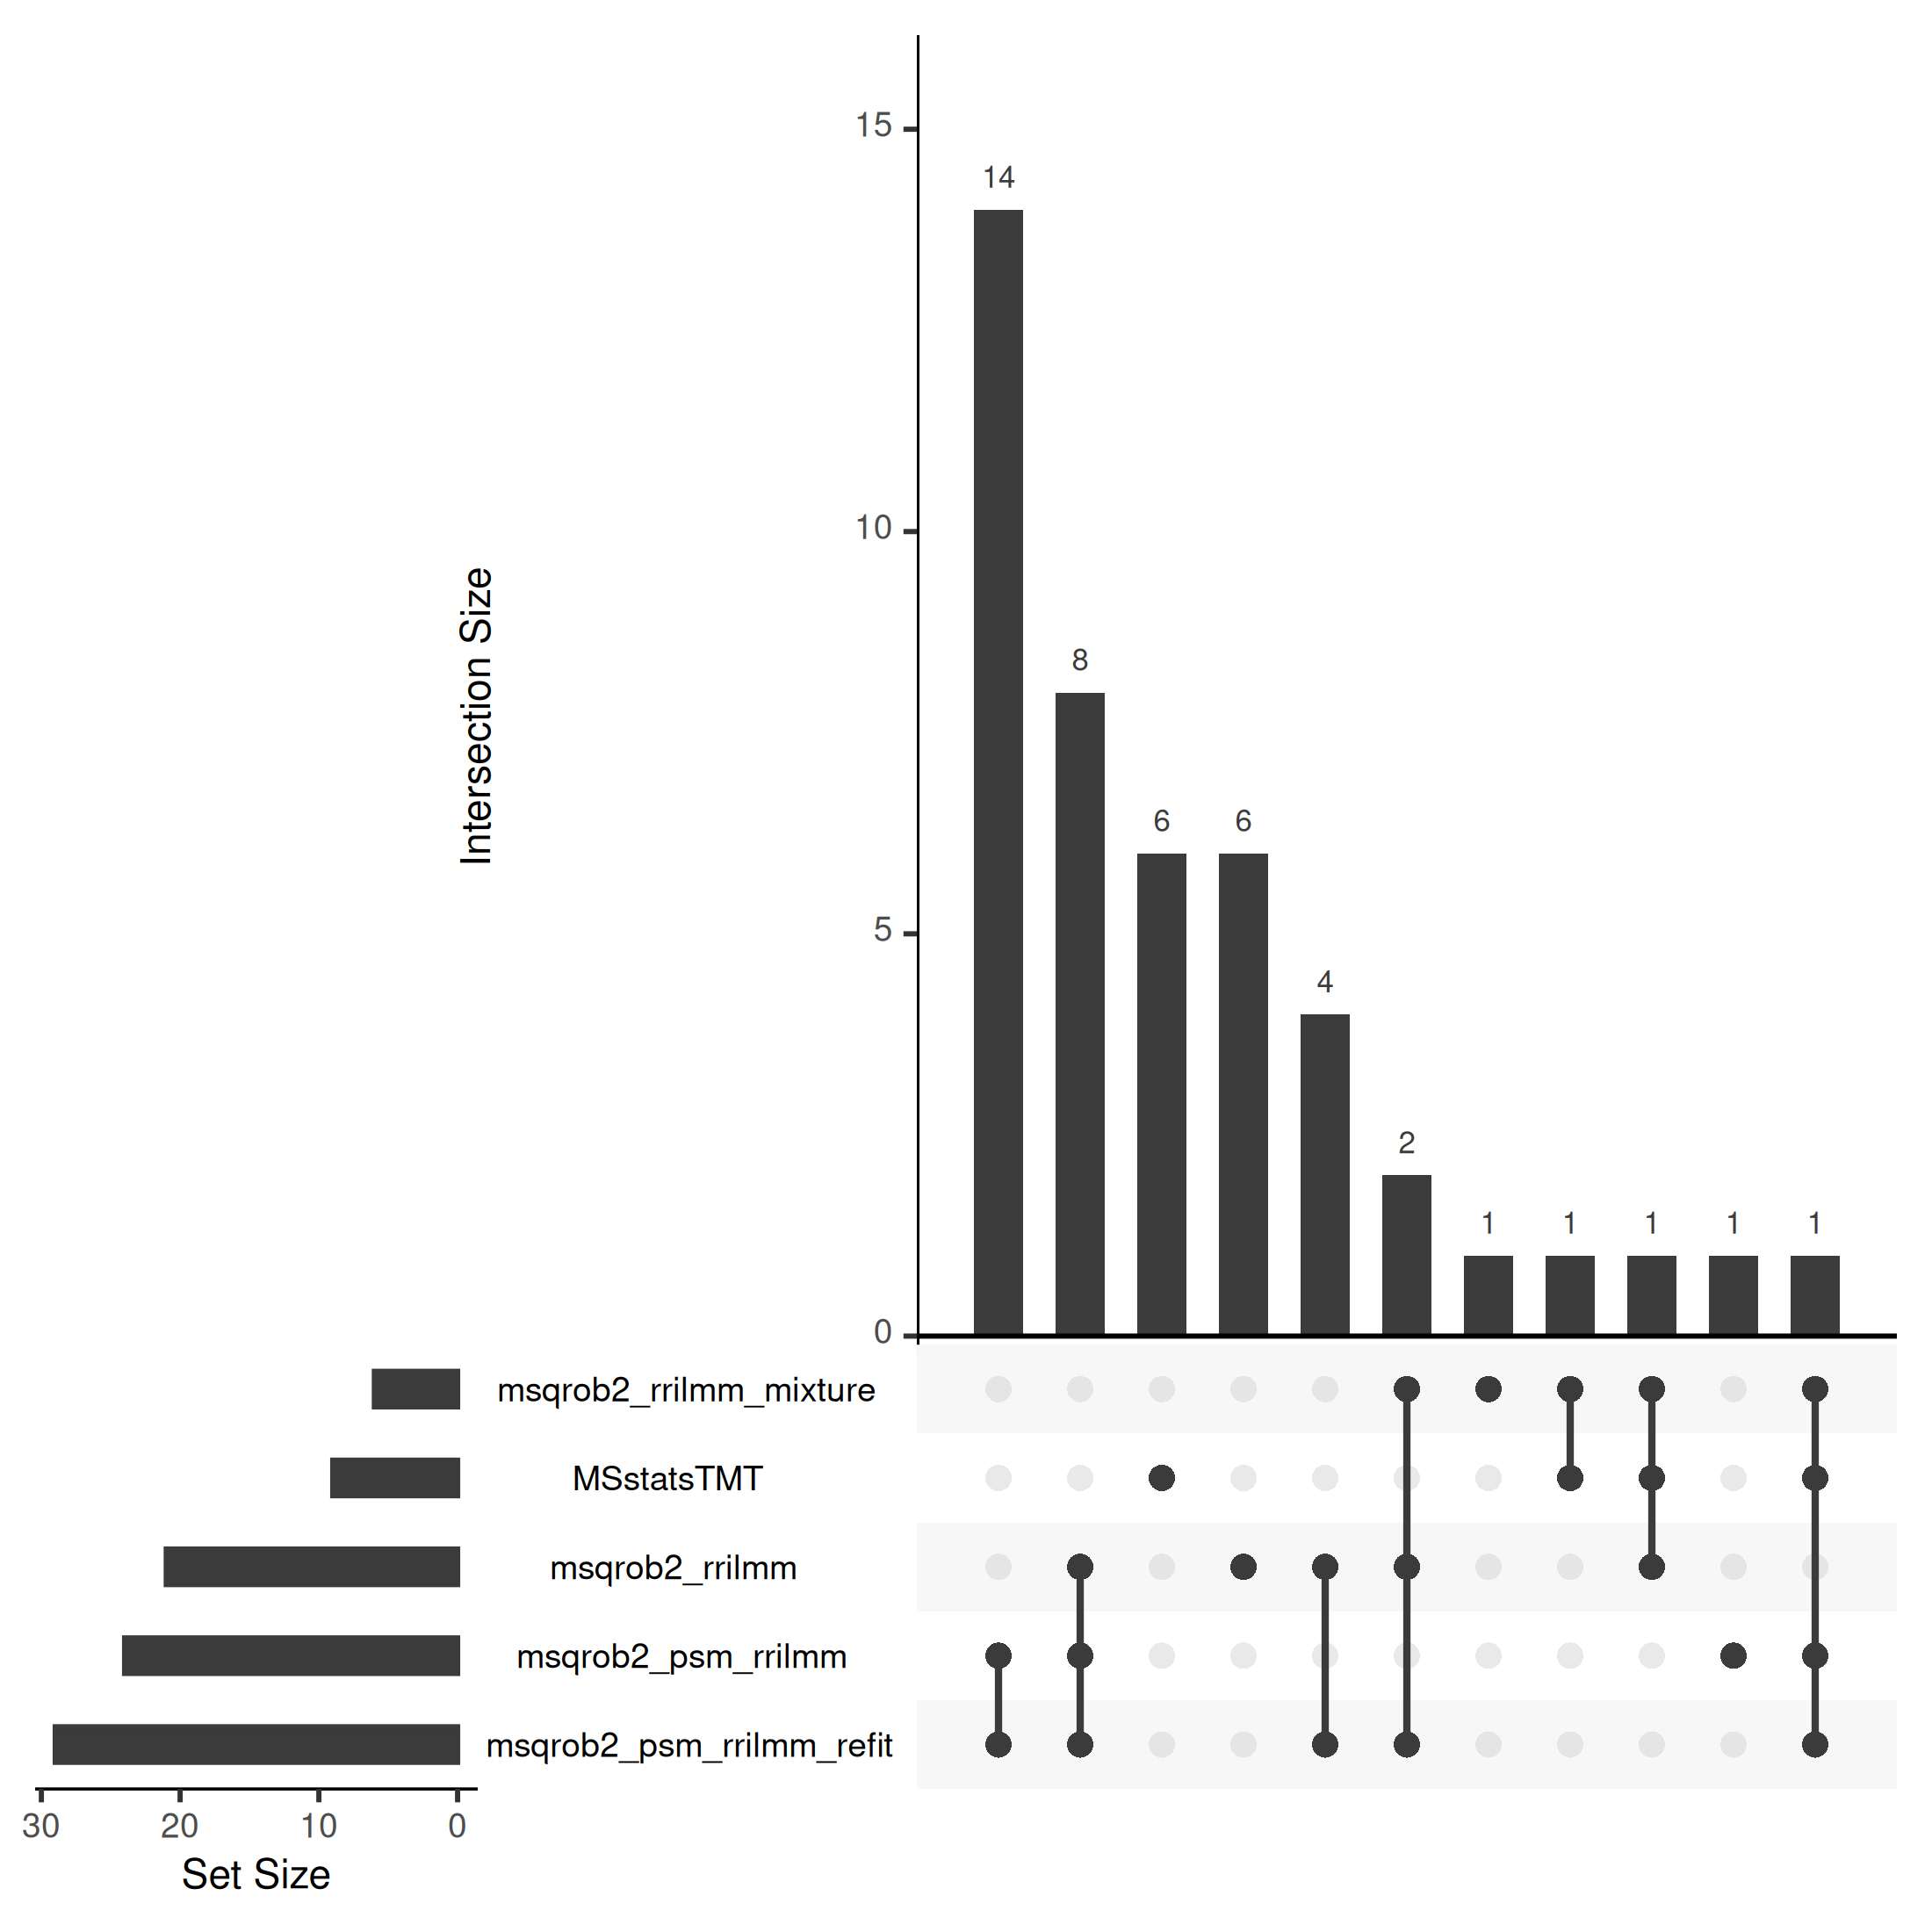 15
14
10
Intersection Size
8
6
6
5
4
2
1
1
1
1
1
0
msqrob2_rrilmm_mixture
MSstatsTMT
msqrob2_rrilmm
msqrob2_psm_rrilmm
msqrob2_psm_rrilmm_refit
30
20
10
0
Set Size